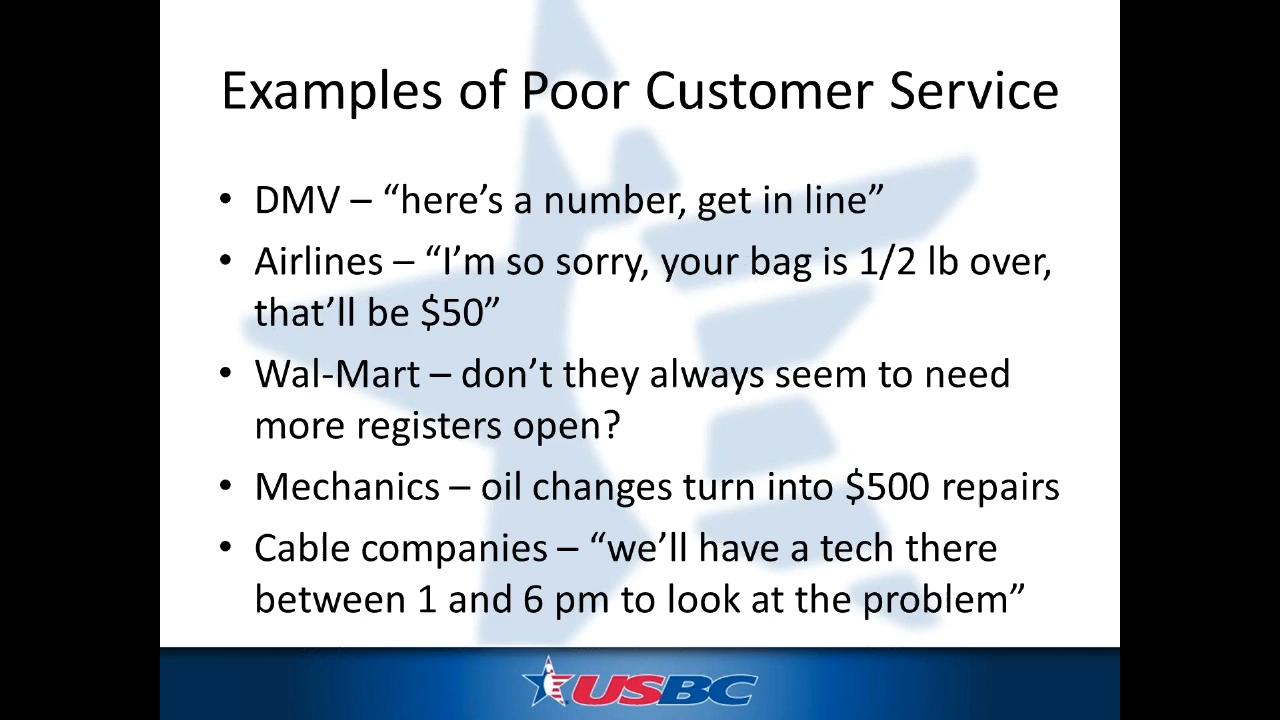 Examples of Poor Customer Service
• DMV – “here’s a number, get in line”
• Airlines – “I’m so sorry, your bag is 1/2 lb over,
that’ll be $50”
• Wal-Mart – don’t they always seem to need
more registers open?
• Mechanics – oil changes turn into $500 repairs
• Cable companies – “we’ll have a tech there
between 1 and 6 pm to look at the problem”
USBC